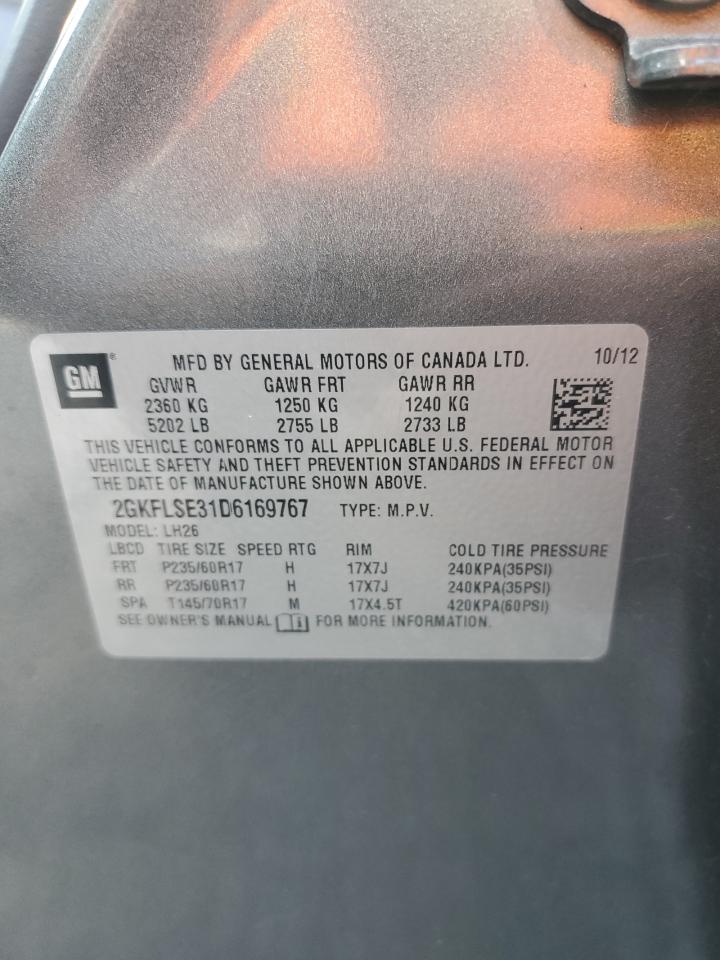 GM® MFD BY GENERAL MOTORS OF CANADA LTD. 10/12
GVWR GAWR FRT GAWR RR
2360 KG 1250 KG 1240 KG
5202 LB 2755 LB 2733 LB
THIS VEHICLE CONFORMS TO ALL APPLICABLE U.S. FEDERAL MOTOR
VEHICLE SAFETY AND THEFT PREVENTION STANDARDS IN EFFECT ON
THE DATE OF MANUFACTURE SHOWN ABOVE.
2GKFLSE31D6169767 TYPE: M.P.V.
MODEL: LH26
LBCD TIRE SIZE SPEED RTG RIM COLD TIRE PRESSURE
FRT P235/60R17 H 17X7J 240KPA(35PSI)
RR P235/60R17 H 17X7J 240KPA(35PSI)
SPA T145/70R17 M 17X4.5T 420KPA(60PSI)
SEE OWNER'S MANUAL FOR MORE INFORMATION.